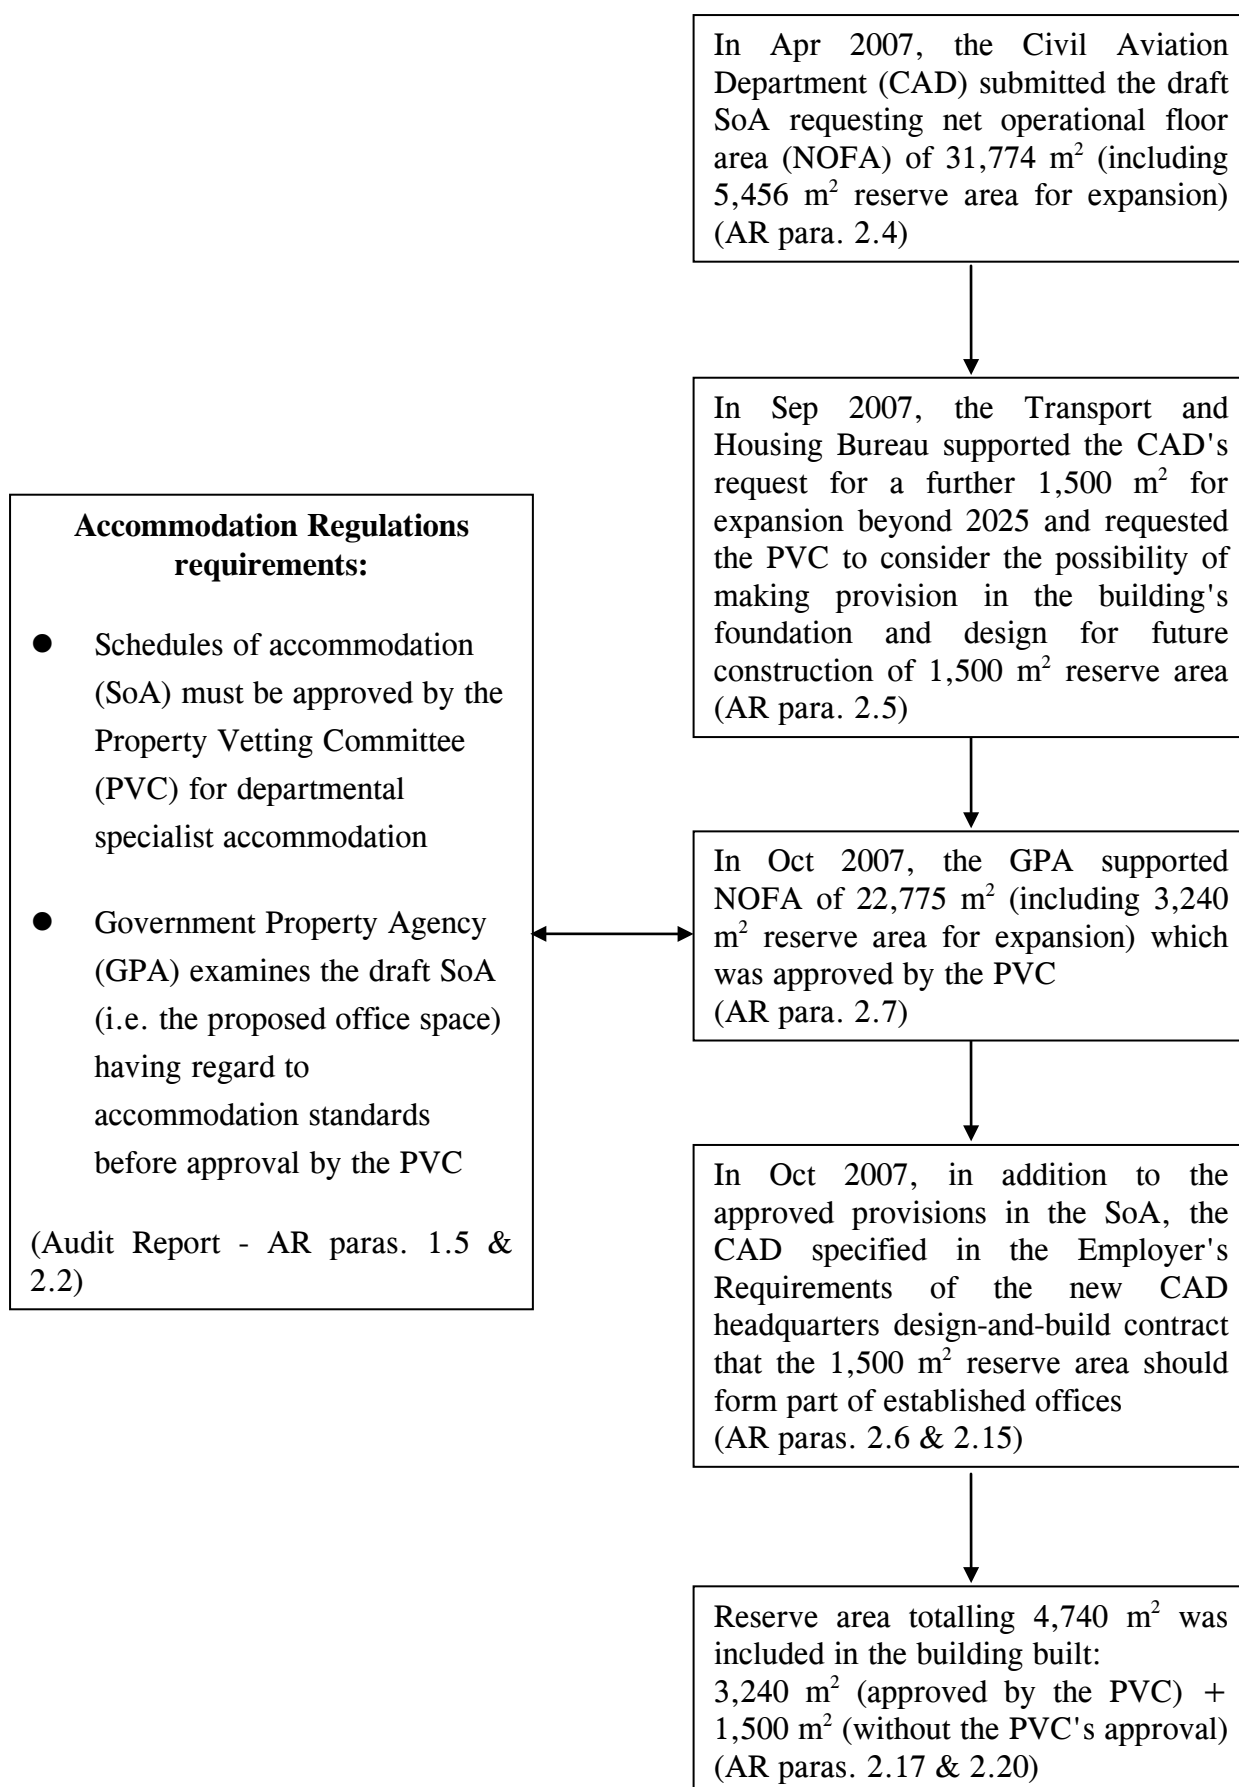 In Apr 2007, the Civil Aviation
Department (CAD) submitted the draft
SoA requesting net operational floor
area (NOFA) of 31,774 m² (including
5,456 m² reserve area for expansion)
(AR para. 2.4)
In Sep 2007, the Transport and
Housing Bureau supported the CAD's
request for a further 1,500 m² for
expansion beyond 2025 and requested
the PVC to consider the possibility of
making provision in the building's
foundation and design for future
construction of 1,500 m² reserve area
(AR para. 2.5)
Accommodation Regulations
requirements:
● Schedules of accommodation
(SoA) must be approved by the
Property Vetting Committee
(PVC) for departmental
specialist accommodation
● Government Property Agency
(GPA) examines the draft SoA
(i.e. the proposed office space)
having regard to
accommodation standards
before approval by the PVC
(Audit Report - AR paras. 1.5 &
2.2)
In Oct 2007, the GPA supported
NOFA of 22,775 m² (including 3,240
m² reserve area for expansion) which
was approved by the PVC
(AR para. 2.7)
In Oct 2007, in addition to the
approved provisions in the SoA, the
CAD specified in the Employer's
Requirements of the new CAD
headquarters design-and-build contract
that the 1,500 m² reserve area should
form part of established offices
(AR paras. 2.6 & 2.15)
Reserve area totalling 4,740 m² was
included in the building built:
3,240 m² (approved by the PVC) +
1,500 m² (without the PVC's approval)
(AR paras. 2.17 & 2.20)